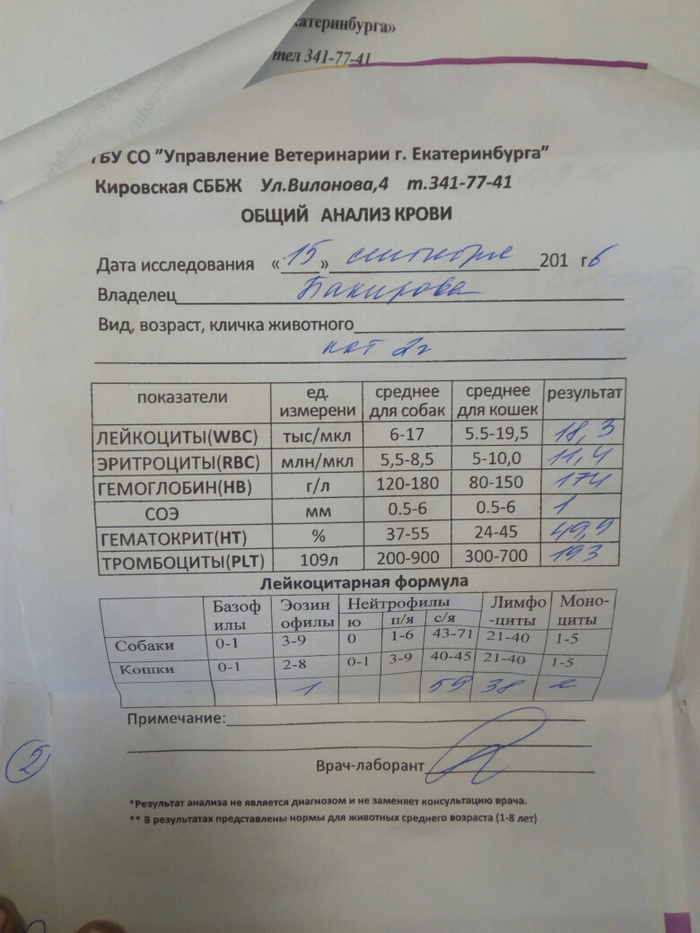 катеринбурга»
тел 341-77-41
ГБУ СО "Управление Ветеринарии г. Екатеринбурга"
Кировская СББЖ Ул.Вилонова,4 т.341-77-41
ОБЩИЙ АНАЛИЗ КРОВИ
Дата исследования «15» сентября 201 г6
Владелец Бакирова
Вид, возраст, кличка животного
кот 2г
показатели ед. измерени среднее для собак среднее для кошек результат
ЛЕЙКОЦИТЫ(WBC) тыс/мкл 6-17 5.5-19,5 18,3
ЭРИТРОЦИТЫ(RBC) млн/мкл 5,5-8,5 5-10,0 11,4
ГЕМОГЛОБИН(HB) г/л 120-180 80-150 174
СОЭ мм 0.5-6 0.5-6 1
ГЕМАТОКРИТ(HT) % 37-55 24-45 49,9
ТРОМБОЦИТЫ(PLT) 109л 200-900 300-700 193
Лейкоцитарная формула
Базоф илы Эозин офилы Нейтрофилы Лимфо -циты Моно- циты
ю п/я с/я
Собаки 0-1 3-9 0 1-6 43-71 21-40 1-5
Кошки 0-1 2-8 0-1 3-9 40-45 21-40 1-5
1 59 38 2
Примечание:
2
Врач-лаборант
*Результат анализа не является диагнозом и не заменяет консультацию врача.
** В результатах представлены нормы для животных среднего возраста (1-8 лет)